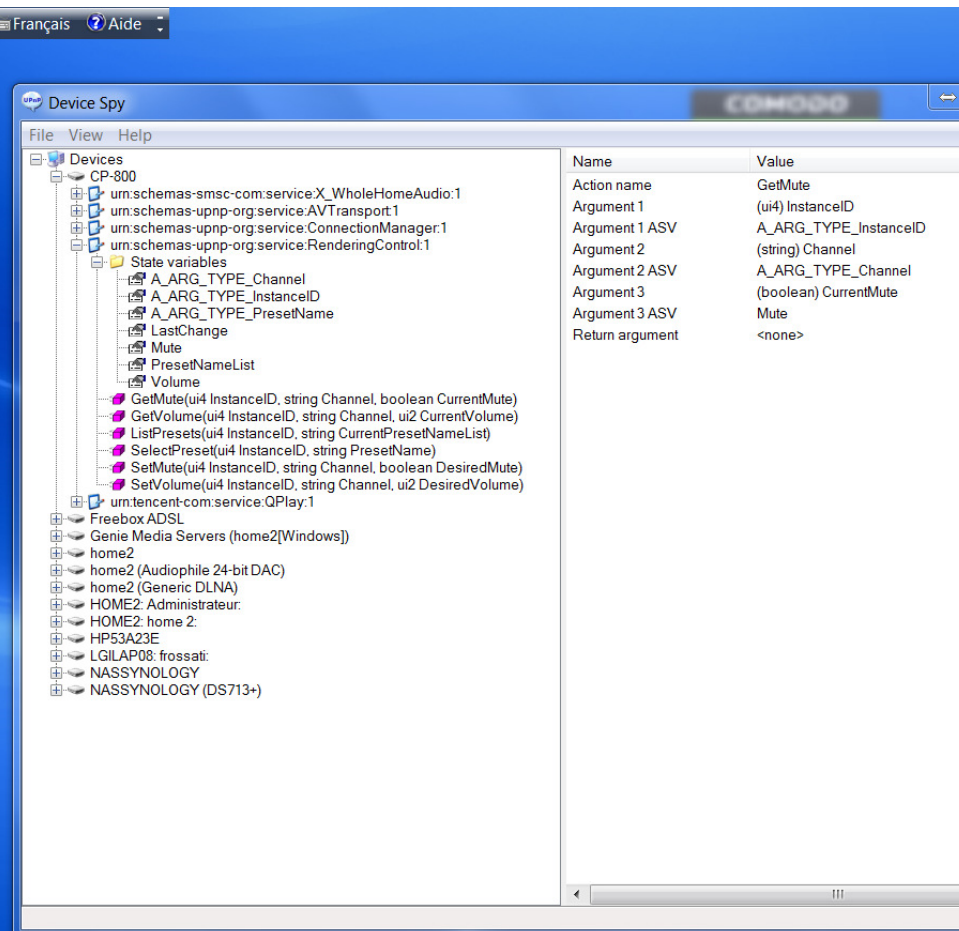 Français Aide
UPnP Device Spy
COMODO
File View Help
Devices
CP-800
urn:schemas-smsc-com:service:X_WholeHomeAudio:1
urn:schemas-upnp-org:service:AVTransport:1
urn:schemas-upnp-org:service:ConnectionManager:1
urn:schemas-upnp-org:service:RenderingControl:1
State variables
A_ARG_TYPE_Channel
A_ARG_TYPE_InstanceID
A_ARG_TYPE_PresetName
LastChange
Mute
PresetNameList
Volume
GetMute(ui4 InstanceID, string Channel, boolean CurrentMute)
GetVolume(ui4 InstanceID, string Channel, ui2 CurrentVolume)
ListPresets(ui4 InstanceID, string CurrentPresetNameList)
SelectPreset(ui4 InstanceID, string PresetName)
SetMute(ui4 InstanceID, string Channel, boolean DesiredMute)
SetVolume(ui4 InstanceID, string Channel, ui2 DesiredVolume)
urn:tencent-com:service:QPlay:1
Freebox ADSL
Genie Media Servers (home2[Windows])
home2
home2 (Audiophile 24-bit DAC)
home2 (Generic DLNA)
HOME2: Administrateur:
HOME2: home 2:
HP53A23E
LGILAP08: frossati:
NASSYNOLOGY
NASSYNOLOGY (DS713+)
Name Value
Action name GetMute
Argument 1 (ui4) InstanceID
Argument 1 ASV A_ARG_TYPE_InstanceID
Argument 2 (string) Channel
Argument 2 ASV A_ARG_TYPE_Channel
Argument 3 (boolean) CurrentMute
Argument 3 ASV Mute
Return argument <none>